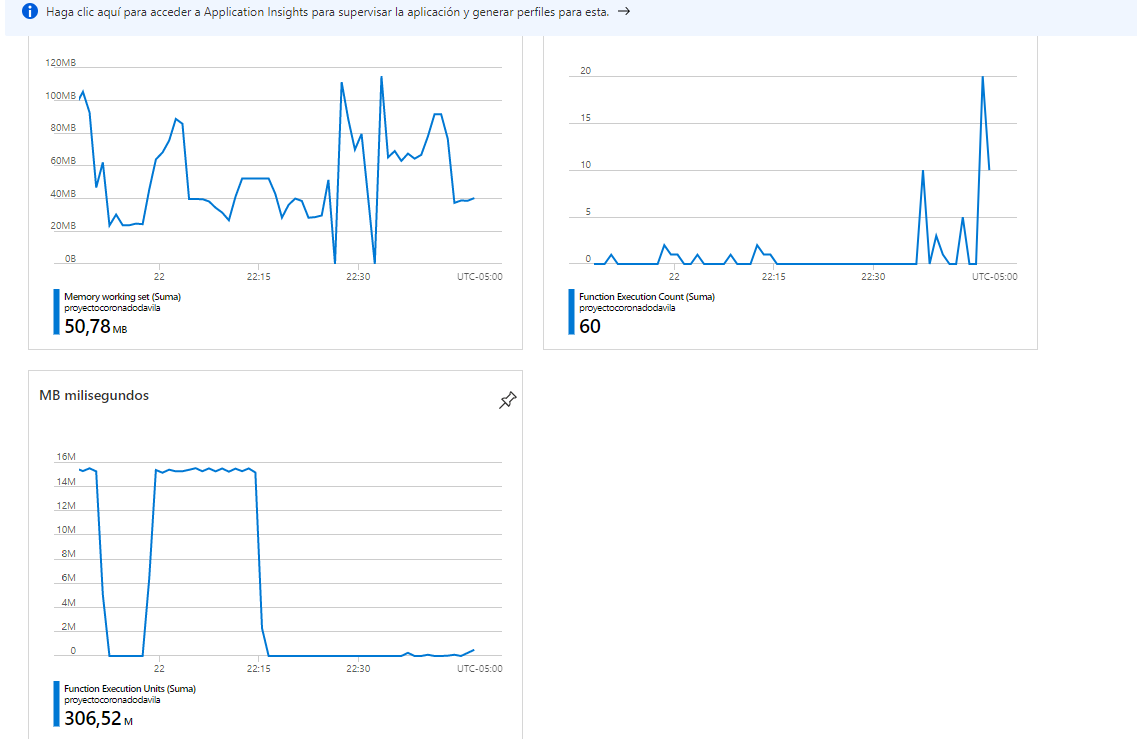 Haga clic aquí para acceder a Application Insights para supervisar la aplicación y generar perfiles para esta. →
120MB
100MB
80MB
60MB
40MB
20MB
0B
22
22:15
22:30
UTC-05:00
Memory working set (Suma)
proyectocoronadodavila
50,78 MB
20
15
10
5
0
22
22:15
22:30
UTC-05:00
Function Execution Count (Suma)
proyectocoronadodavila
60
MB milisegundos
16M
14M
12M
10M
8M
6M
4M
2M
0
22
22:15
22:30
UTC-05:00
Function Execution Units (Suma)
proyectocoronadodavila
306,52 M